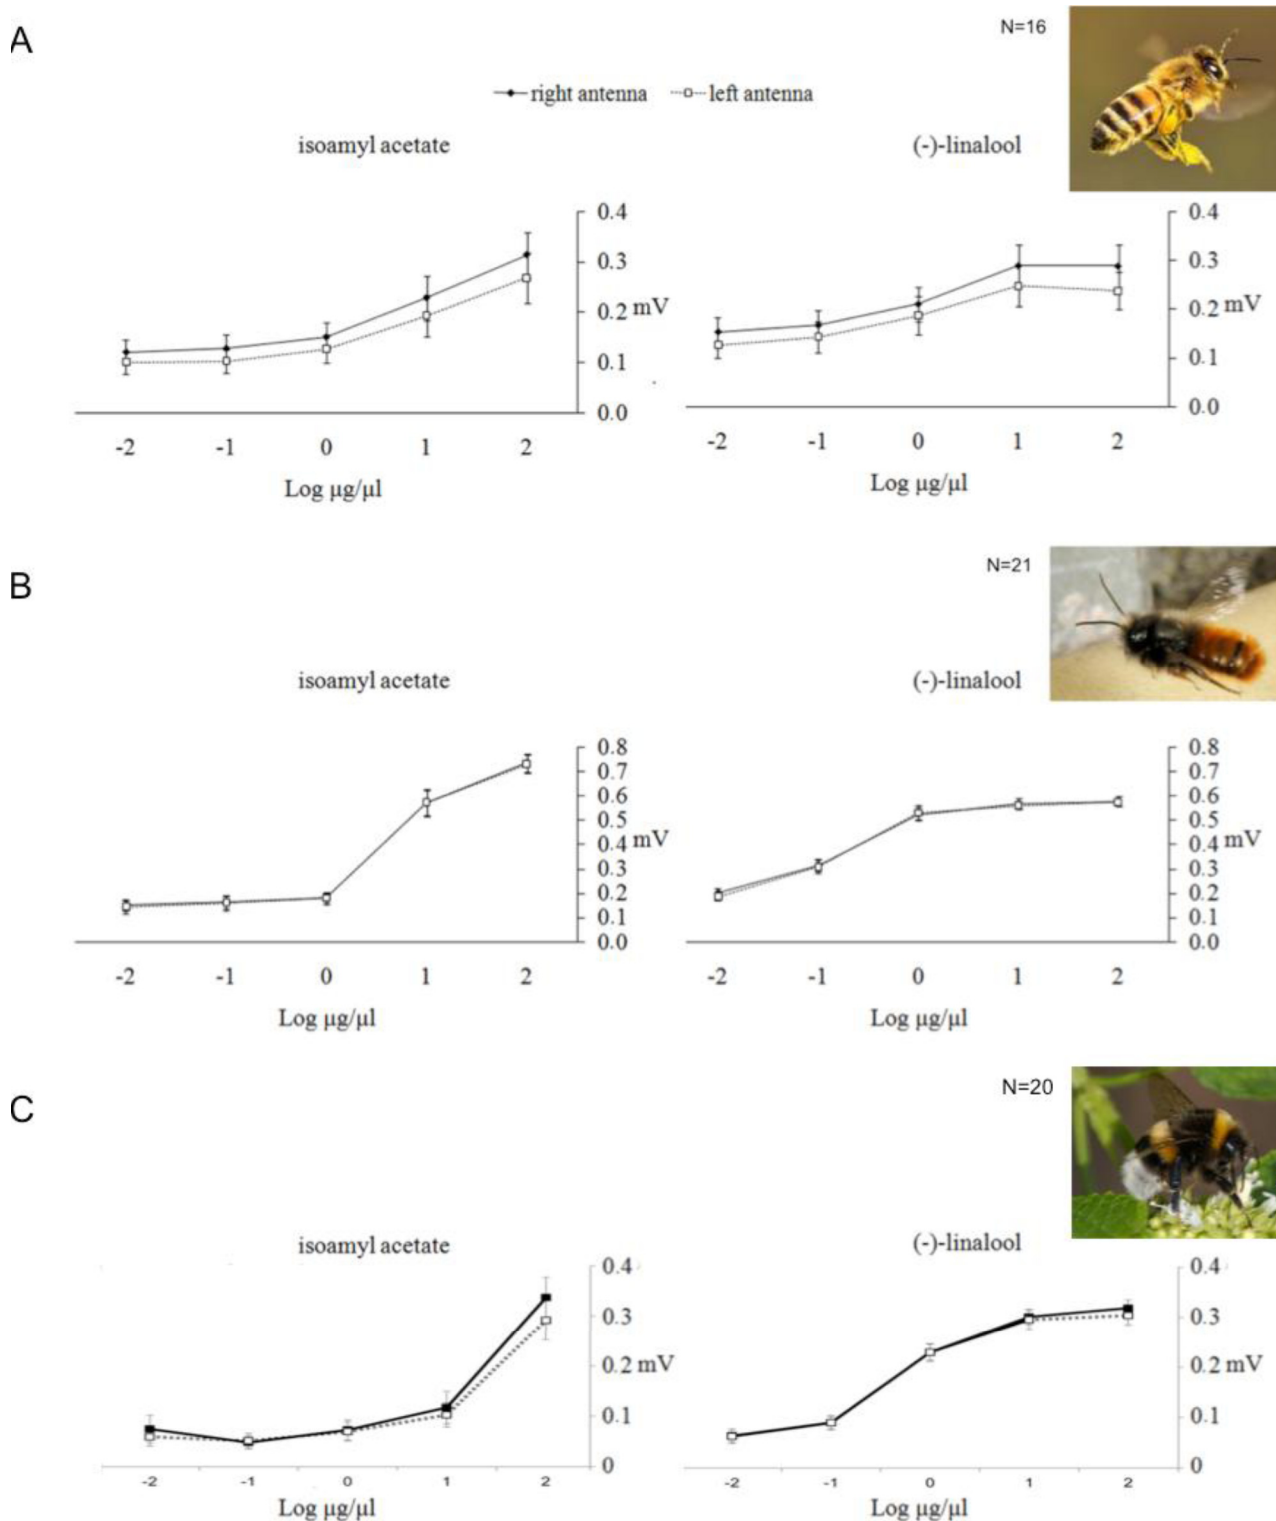 A
N=16
right antenna left antenna
isoamyl acetate
(-)-linalool
0.4
0.3
0.2
mV
0.1
0.0
-2 -1 0 1 2
Log µg/µl
0.4
0.3
0.2
mV
0.1
0.0
-2 -1 0 1 2
Log µg/µl
B
N=21
isoamyl acetate
(-)-linalool
0.8
0.7
0.6
0.5
0.4 mV
0.3
0.2
0.1
0.0
-2 -1 0 1 2
Log µg/µl
0.8
0.7
0.6
0.5
0.4 mV
0.3
0.2
0.1
0.0
-2 -1 0 1 2
Log µg/µl
C
N=20
isoamyl acetate
(-)-linalool
0.4
0.3
0.2 mV
0.1
0
-2 -1 0 1 2
Log µg/µl
0.4
0.3
0.2 mV
0.1
0
-2 -1 0 1 2
Log µg/µl